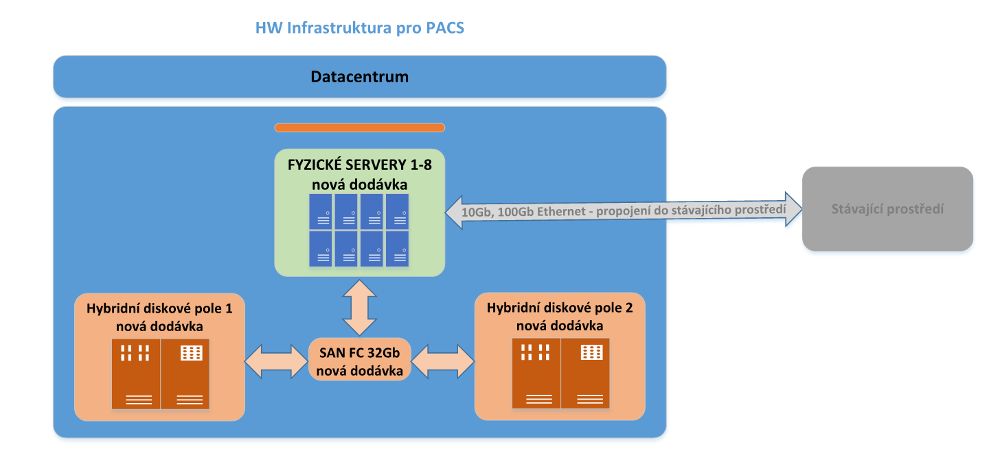 HW Infrastruktura pro PACS
Datacentrum
FYZICKÉ SERVERY 1-8
nová dodávka
10Gb, 100Gb Ethernet - propojení do stávajícího prostředí
Stávající prostředí
Hybridní diskové pole 1
nová dodávka
SAN FC 32Gb
nová dodávka
Hybridní diskové pole 2
nová dodávka